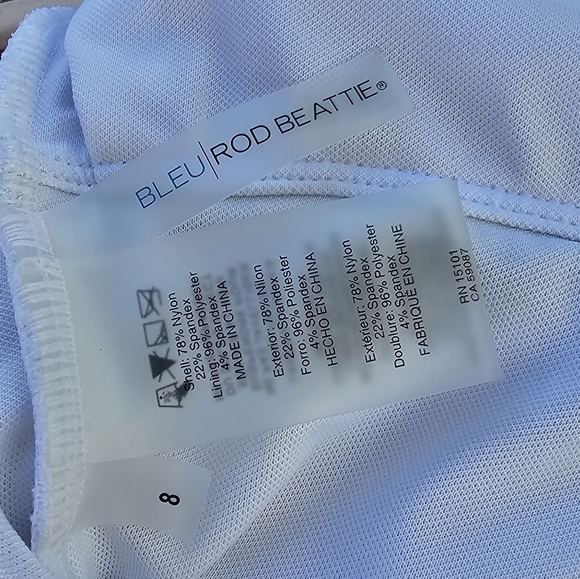 BLEU|ROD BEATTIE®
Shell: 78% Nylon
22% Spandex
Lining: 96% Polyester
4% Spandex
MADE IN CHINA
Exterior: 78% Nilon
22% Spandex
Forro: 96% Poliester
4% Spandex
HECHO EN CHINA
Extérieur: 78% Nylon
22% Spandex 96% Polyester
Doublure: Spandex
4%
FABRIQUÉ EN CHINE
RN 15101
CA 59087
8